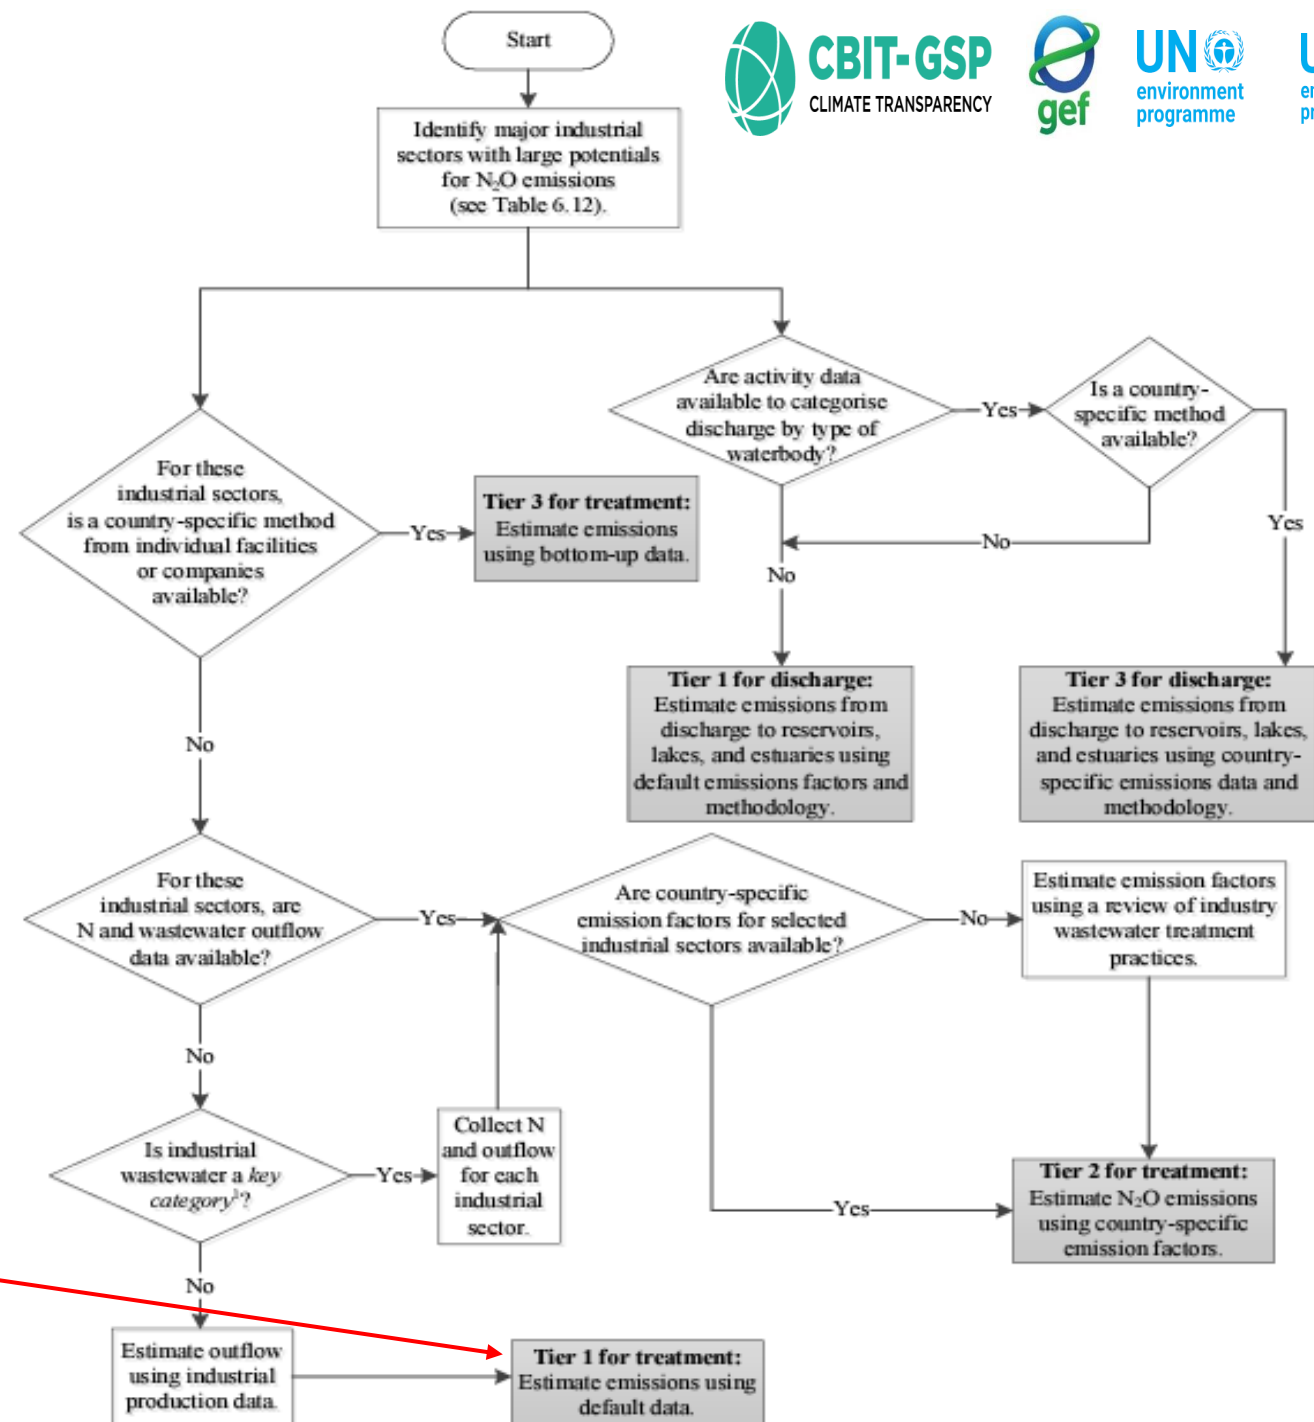 Start
CBIT-GSP
CLIMATE TRANSPARENCY
gef
UN
environment
programme
Identify major industrial
sectors with large potentials
for N₂O emissions
(see Table 6.12).
Are activity data
available to categorise
discharge by type of
waterbody?
Yes
Is a country-
specific method
available?
Yes
No
No
For these
industrial sectors,
is a country-specific method
from individual facilities
or companies
available?
Yes
Tier 3 for treatment:
Estimate emissions
using bottom-up data.
No
Tier 1 for discharge:
Estimate emissions from
discharge to reservoirs,
lakes, and estuaries using
default emissions factors and
methodology.
Tier 3 for discharge:
Estimate emissions from
discharge to reservoirs, lakes,
and estuaries using country-
specific emissions data and
methodology.
For these
industrial sectors, are
N and wastewater outflow
data available?
Yes
Are country-specific
emission factors for selected
industrial sectors available?
No
Estimate emission factors
using a review of industry
wastewater treatment
practices.
No
Is industrial
wastewater a key
category¹?
Yes
Collect N
and outflow
for each
industrial
sector.
Yes
Tier 2 for treatment:
Estimate N₂O emissions
using country-specific
emission factors.
No
Estimate outflow
using industrial
production data.
Tier 1 for treatment:
Estimate emissions using
default data.